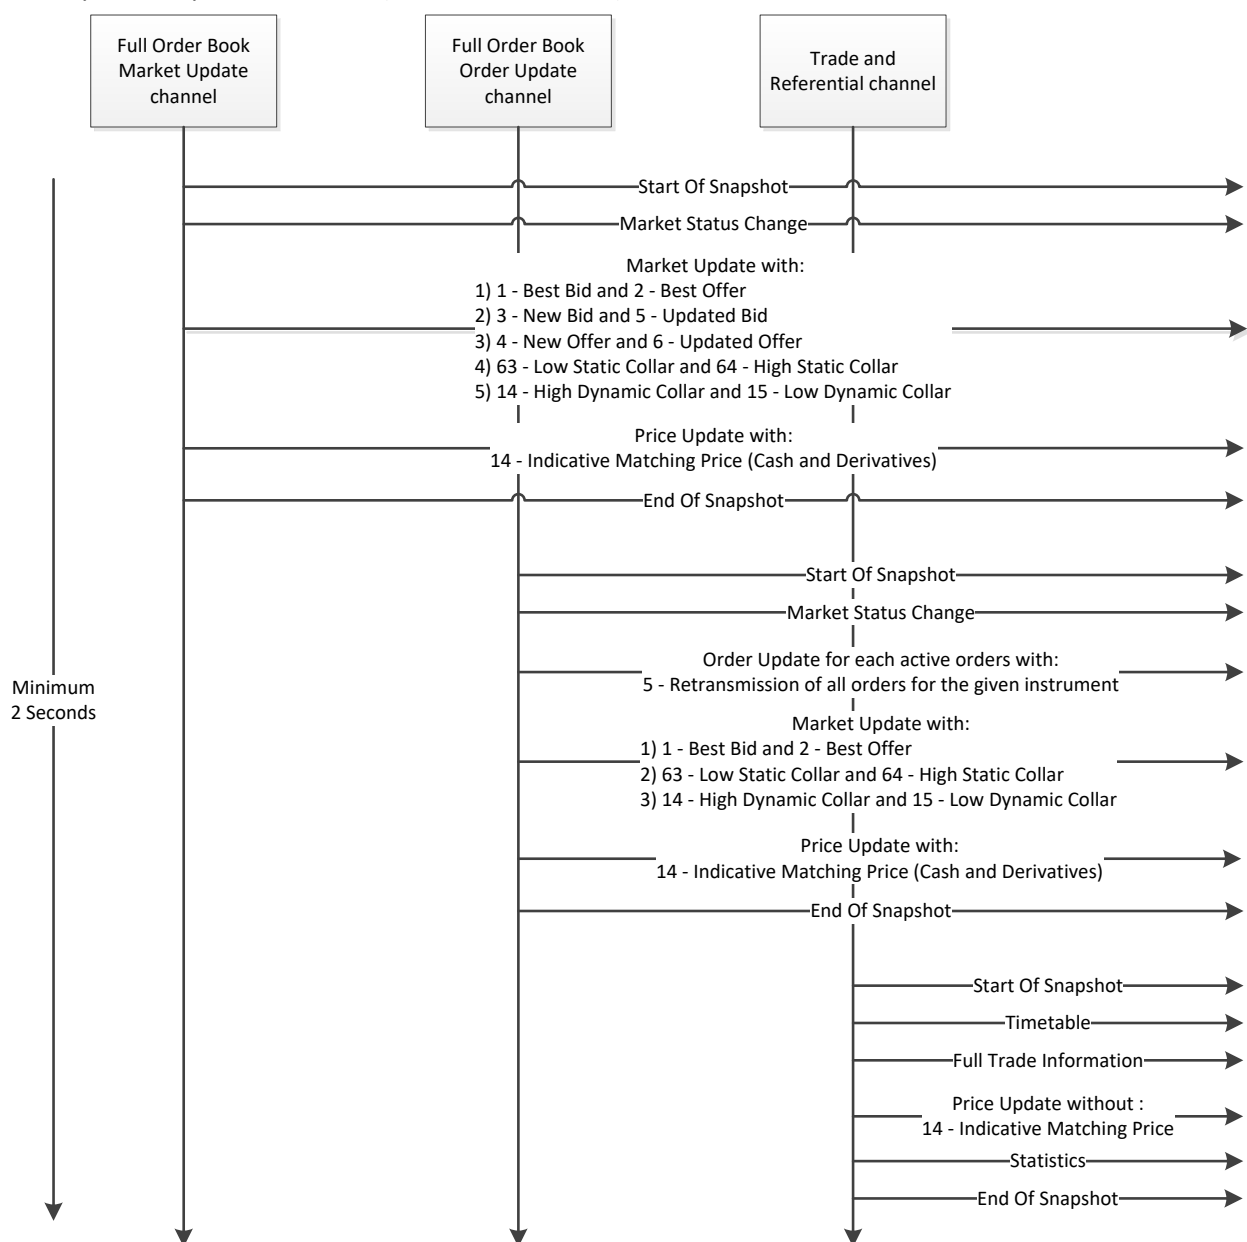 Full Order Book
Market Update
channel
Full Order Book
Order Update
channel
Trade and
Referential channel
Start Of Snapshot
Market Status Change
Market Update with:
1) 1 - Best Bid and 2 - Best Offer
2) 3 - New Bid and 5 - Updated Bid
3) 4 - New Offer and 6 - Updated Offer
4) 63 - Low Static Collar and 64 - High Static Collar
5) 14 - High Dynamic Collar and 15 - Low Dynamic Collar
Price Update with:
14 - Indicative Matching Price (Cash and Derivatives)
End Of Snapshot
Start Of Snapshot
Market Status Change
Order Update for each active orders with:
5 - Retransmission of all orders for the given instrument
Minimum
2 Seconds
Market Update with:
1) 1 - Best Bid and 2 - Best Offer
2) 63 - Low Static Collar and 64 - High Static Collar
3) 14 - High Dynamic Collar and 15 - Low Dynamic Collar
Price Update with:
14 - Indicative Matching Price (Cash and Derivatives)
End Of Snapshot
Start Of Snapshot
Timetable
Full Trade Information
Price Update without :
14 - Indicative Matching Price
Statistics
End Of Snapshot